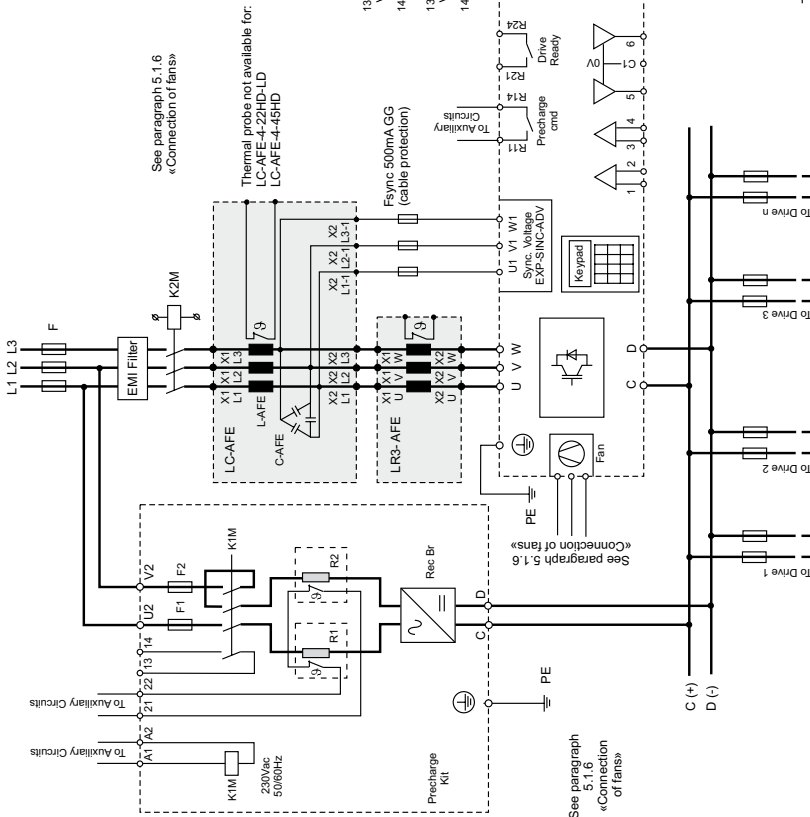 L1 L2 L3
F
See paragraph 5.1.6
«Connection of fans»
EMI Filter
K2M
Thermal probe not available for:
LC-AFE-4-22HD-LD
LC-AFE-4-45HD
LC-AFE
X1 X1 X1
L1 L2 L3
L-AFE
ϑ
C-AFE
X2 X2 X2
L1 L2 L3
X2 X2 X2
L1-1 L2-1 L3-1
Fsync 500mA GG
(cable protection)
LR3- AFE
X1 X1 X1
U V W
ϑ
X2 X2 X2
U V W
U V W
U1 V1 W1
Sync. Voltage
EXP-SINC-ADV
Keypad
To Auxiliary
Circuits
R11 R14
Precharge
cmd
R21 R24
Drive
Ready
13
14
13
14
1 2 3 4 5 C1 6
0V
C D
PE
Fan
See paragraph 5.1.6
«Connection of fans»
To Auxiliary Circuits
To Auxiliary Circuits
A1 A2 21 22 13 14 U2 V2
K1M
230Vac
50/60Hz
F1 F2
K1M
ϑ R1
ϑ R2
Rec Br
Precharge
Kit
C D
PE
See paragraph
5.1.6
«Connection
of fans»
C (+)
D (-)
To Drive 1
To Drive 2
To Drive 3
To Drive n